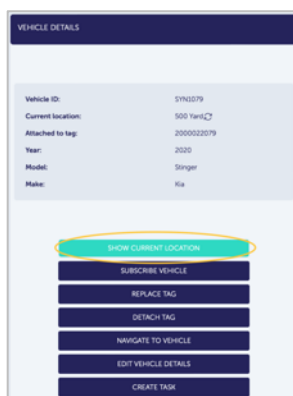 VEHICLE DETAILS
Vehicle ID: SYN1079
Current location: 500 Yard
Attached to tag: 2000022079
Year: 2020
Model: Stinger
Make: Kia
SHOW CURRENT LOCATION
SUBSCRIBE VEHICLE
REPLACE TAG
DETACH TAG
NAVIGATE TO VEHICLE
EDIT VEHICLE DETAILS
CREATE TASK